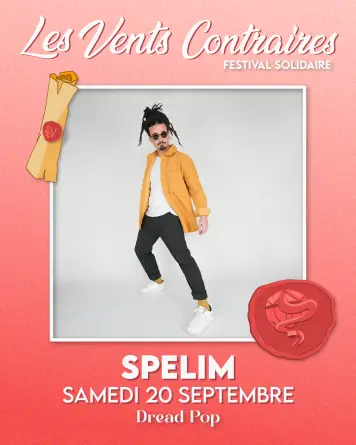 Les Vents Contraires
FESTIVAL SOLIDAIRE
SPELIM
SAMEDI 20 SEPTEMBRE
Dread Pop